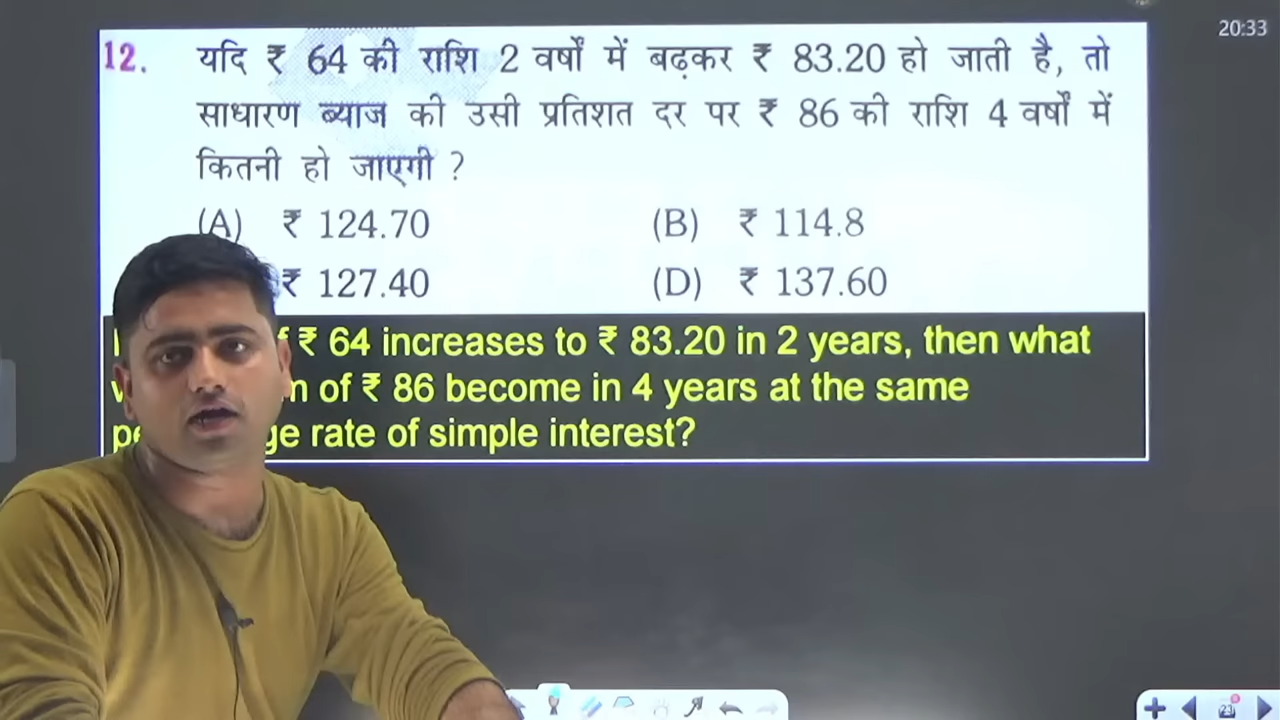 20:33
12. यदि ₹ 64 की राशि 2 वर्षों में बढ़कर ₹ 83.20 हो जाती है, तो
साधारण ब्याज की उसी प्रतिशत दर पर ₹ 86 की राशि 4 वर्षों में
कितनी हो जाएगी ?
(A) ₹ 124.70 (B) ₹ 114.8
₹ 127.40 (D) ₹ 137.60
₹ 64 increases to ₹ 83.20 in 2 years, then what
of ₹ 86 become in 4 years at the same
rate of simple interest?
23